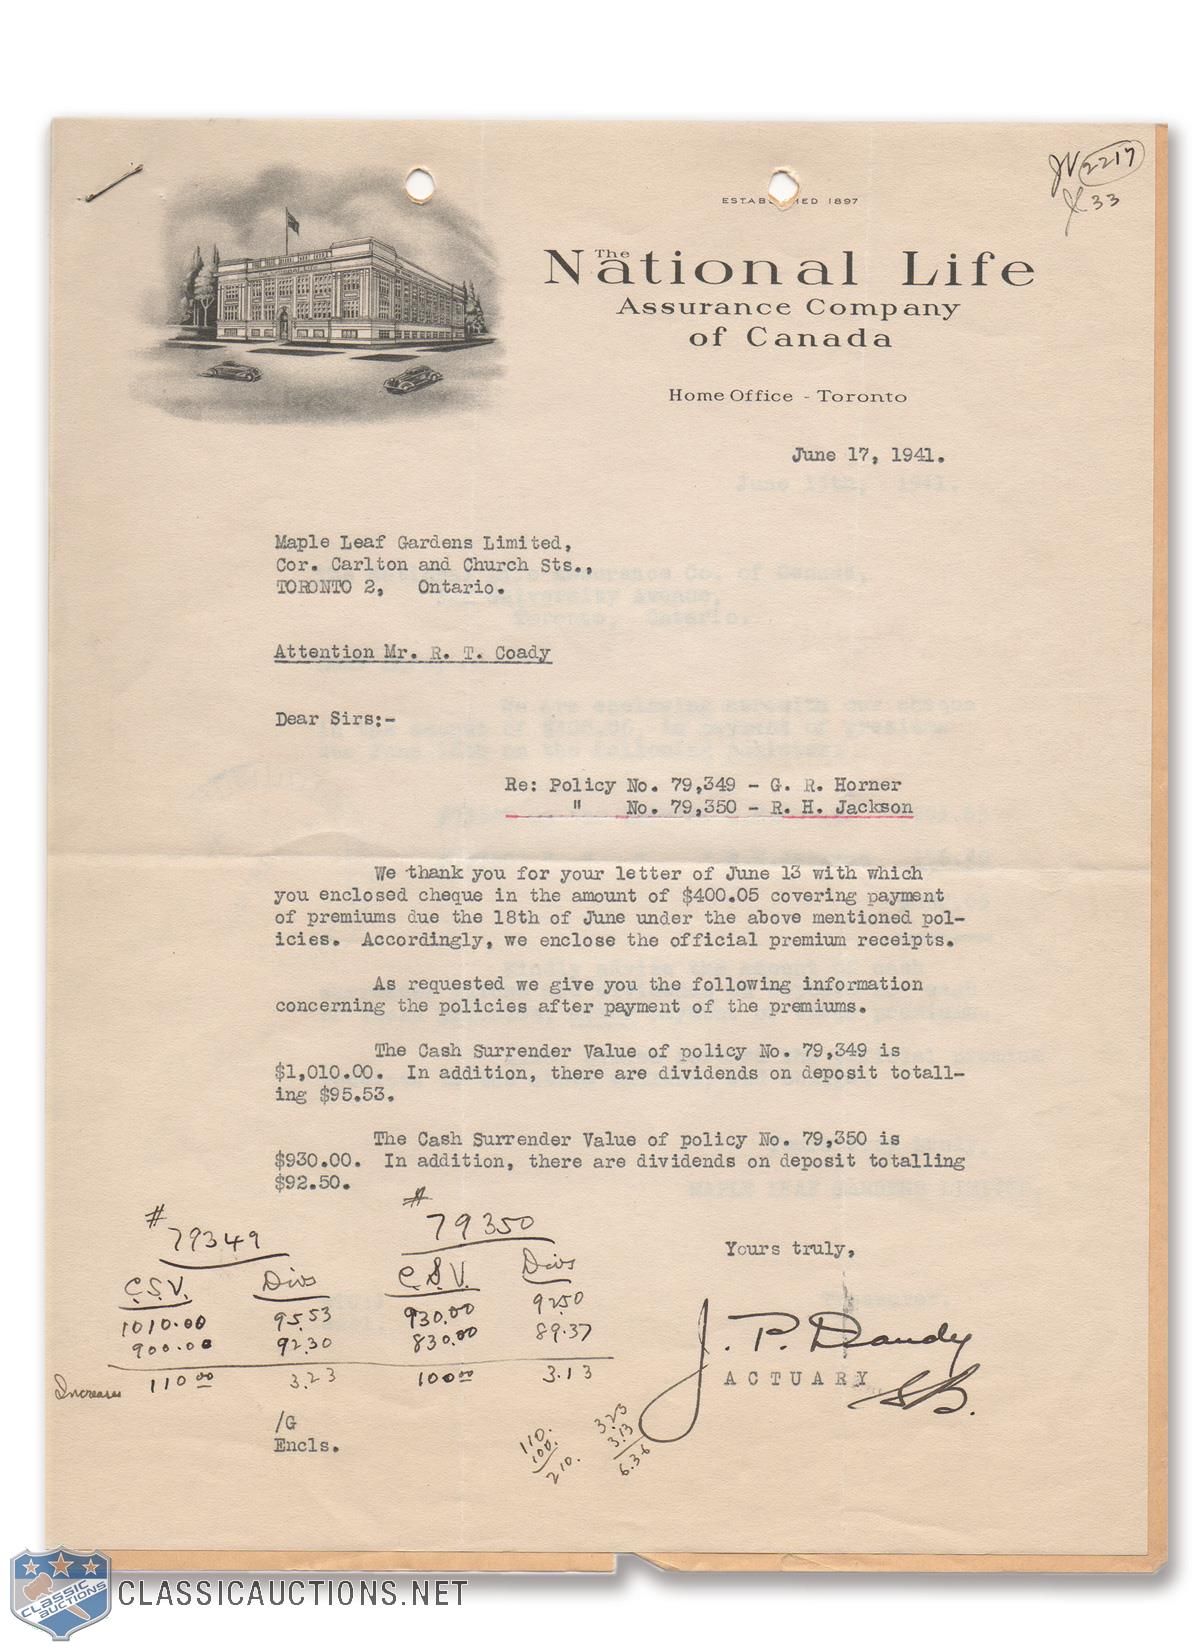 2217
33
ESTAB MED 1897
The
National Life
Assurance Company
of Canada
Home Office - Toronto
June 17, 1941.
Maple Leaf Gardens Limited,
Cor. Carlton and Church Sts.,
TORONTO 2, Ontario.
Attention Mr. R. T. Coady
Dear Sirs:-
Re: Policy No. 79,349 - G. R. Horner
" No. 79,350 - R. H. Jackson
We thank you for your letter of June 13 with which
you enclosed cheque in the amount of $400.05 covering payment
of premiums due the 18th of June under the above mentioned pol-
icies. Accordingly, we enclose the official premium receipts.
As requested we give you the following information
concerning the policies after payment of the premiums.
The Cash Surrender Value of policy No. 79,349 is
$1,010.00. In addition, there are dividends on deposit totall-
ing $95.53.
The Cash Surrender Value of policy No. 79,350 is
$930.00. In addition, there are dividends on deposit totalling
$92.50.
# 79349 # 79350
C.S.V. Divs C.S.V. Divs
1010.00 95.53 930.00 92.50
900.00 92.30 830.00 89.37
Increases 110.00 3.23 100.00 3.13
Yours truly,
J. P. Dandy
ACTUARY
SB.
/G
Encls.
110. 3.23
100. 3.13
210. 6.36
CLASSIC
AUCTIONS
CLASSICAUCTIONS.NET